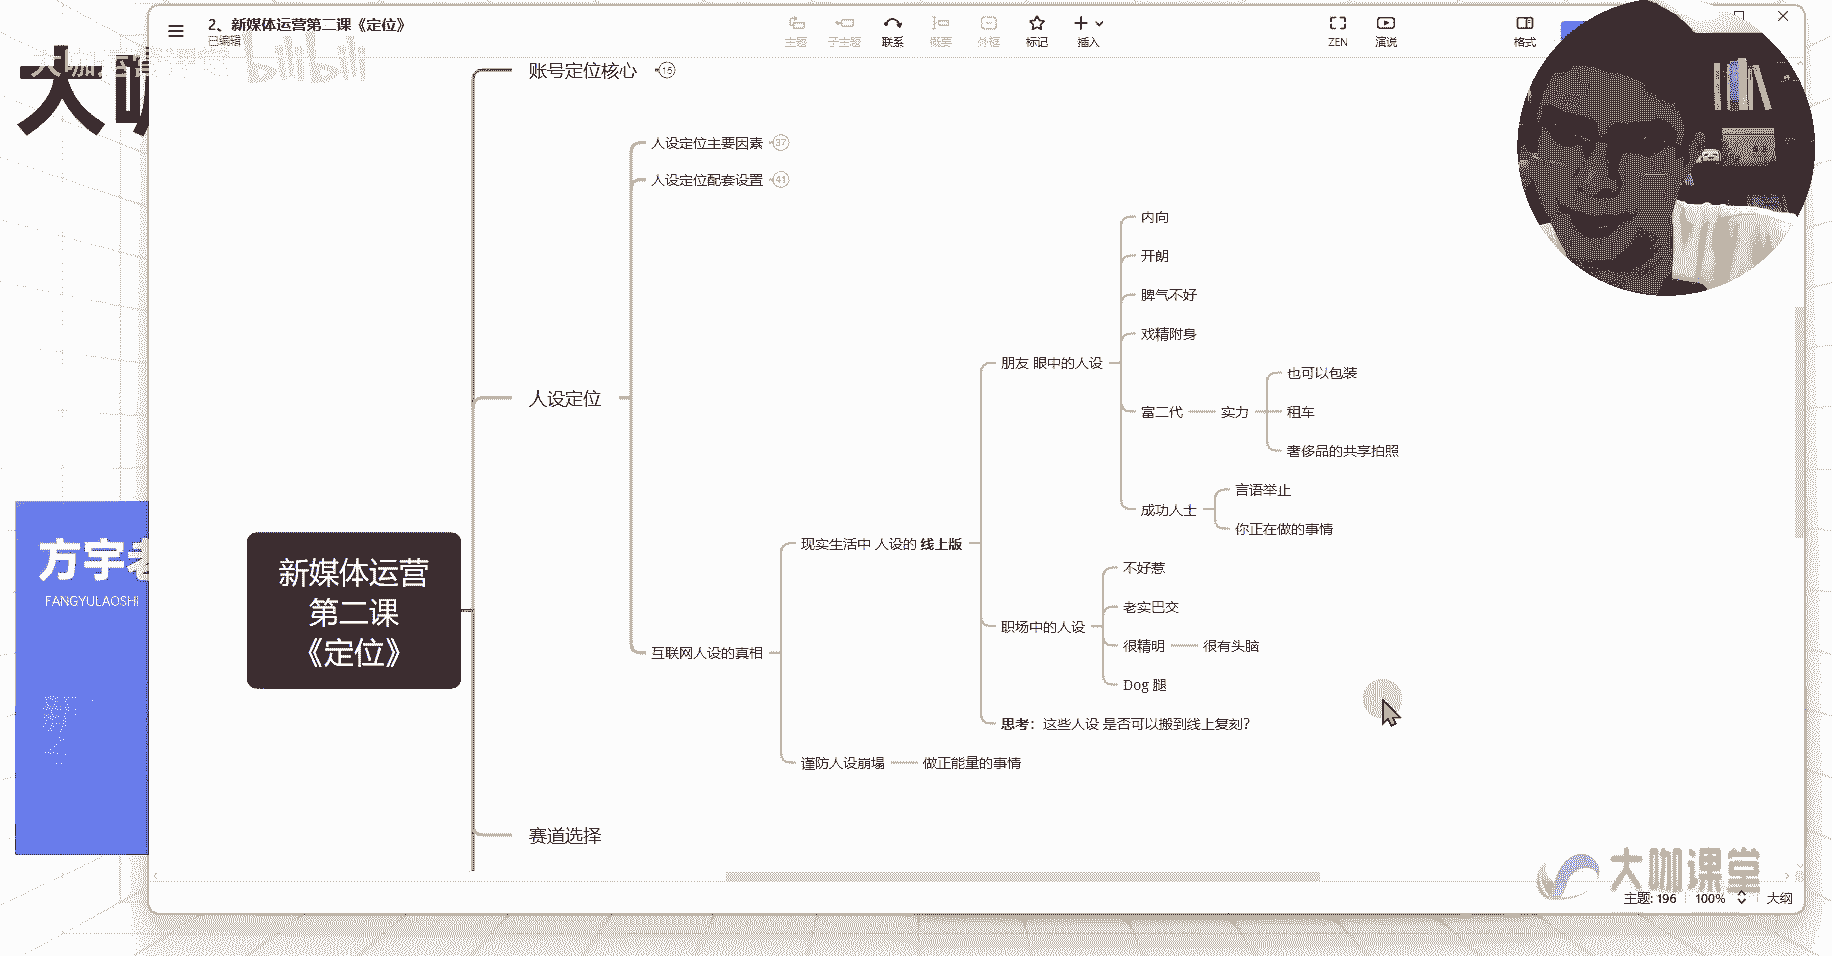 2、新媒体运营第二课《定位》
已编辑
主题
子主题
联系
概要
外框
标记
插入
ZEN
演说
格式
bilibili
大咖
账号定位核心
15
人设定位主要因素
37
人设定位配套设置
41
内向
开朗
脾气不好
戏精附身
朋友 眼中的人设
也可以包装
富二代
实力
租车
人设定位
奢侈品的共享拍照
言语举止
成功人士
你正在做的事情
现实生活中 人设的 线上版
不好惹
老实巴交
职场中的人设
很精明
很有头脑
互联网人设的真相
Dog 腿
思考：这些人设 是否可以搬到线上复刻？
谨防人设崩塌
做正能量的事情
新媒体运营
第二课
《定位》
赛道选择
方宇老
FANGYULAOSHI
大咖课堂
主题: 196
100%
大纲